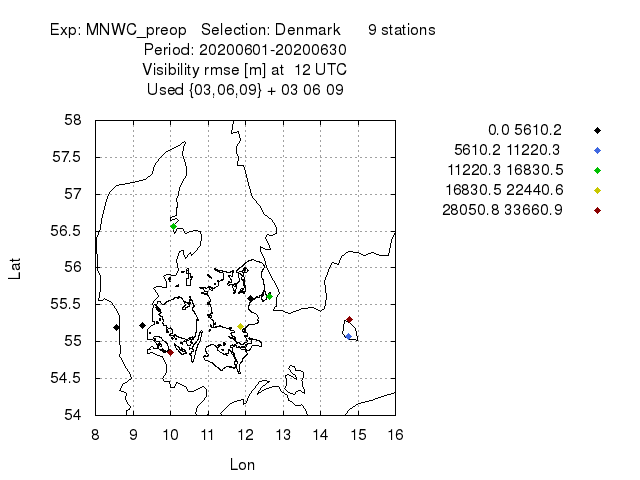 Exp: MNWC_preop Selection: Denmark 9 stations
Period: 20200601-20200630
Visibility rmse [m] at 12 UTC
Used {03,06,09} + 03 06 09
0.0 5610.2
5610.2 11220.3
11220.3 16830.5
16830.5 22440.6
28050.8 33660.9
58
57.5
57
56.5
56
55.5
55
54.5
54
Lat
8 9 10 11 12 13 14 15 16
Lon